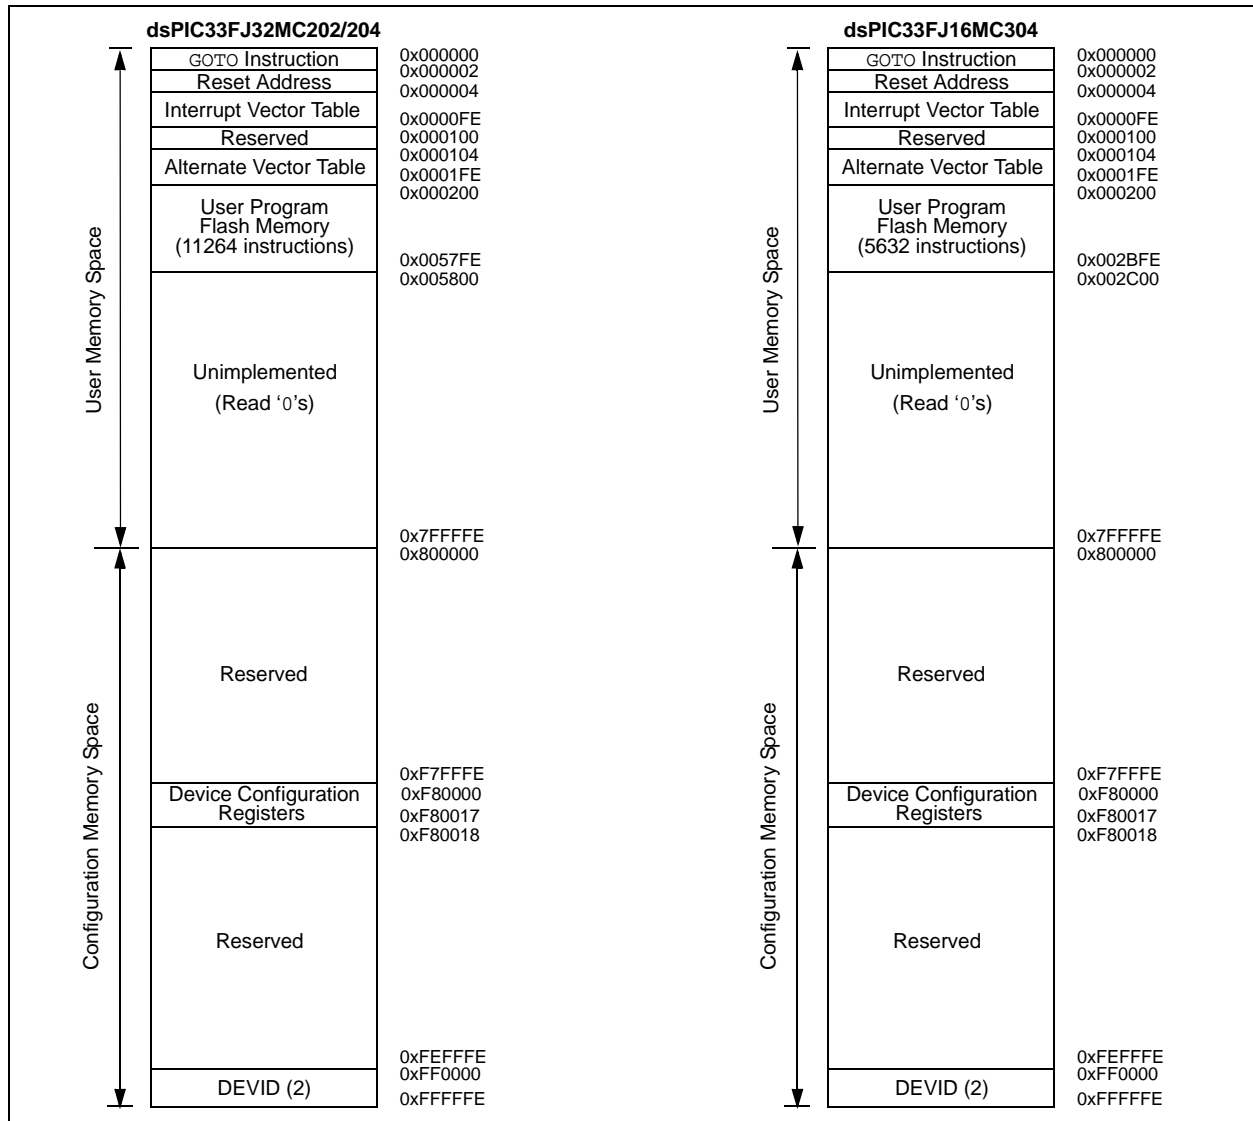 dsPIC33FJ32MC202/204
GOTO Instruction
0x000000
Reset Address
0x000002
0x000004
Interrupt Vector Table
0x0000FE
Reserved
0x000100
0x000104
Alternate Vector Table
0x0001FE
0x000200
User Program
Flash Memory
(11264 instructions)
0x0057FE
0x005800
User Memory Space
Unimplemented
(Read ‘0’s)
0x7FFFFE
0x800000
Reserved
Configuration Memory Space
0xF7FFFE
Device Configuration
Registers
0xF80000
0xF80017
0xF80018
Reserved
0xFEFFFE
0xFF0000
DEVID (2)
0xFFFFFE
dsPIC33FJ16MC304
GOTO Instruction
0x000000
Reset Address
0x000002
0x000004
Interrupt Vector Table
0x0000FE
Reserved
0x000100
0x000104
Alternate Vector Table
0x0001FE
0x000200
User Program
Flash Memory
(5632 instructions)
0x002BFE
0x002C00
User Memory Space
Unimplemented
(Read ‘0’s)
0x7FFFFE
0x800000
Reserved
Configuration Memory Space
0xF7FFFE
Device Configuration
Registers
0xF80000
0xF80017
0xF80018
Reserved
0xFEFFFE
0xFF0000
DEVID (2)
0xFFFFFE